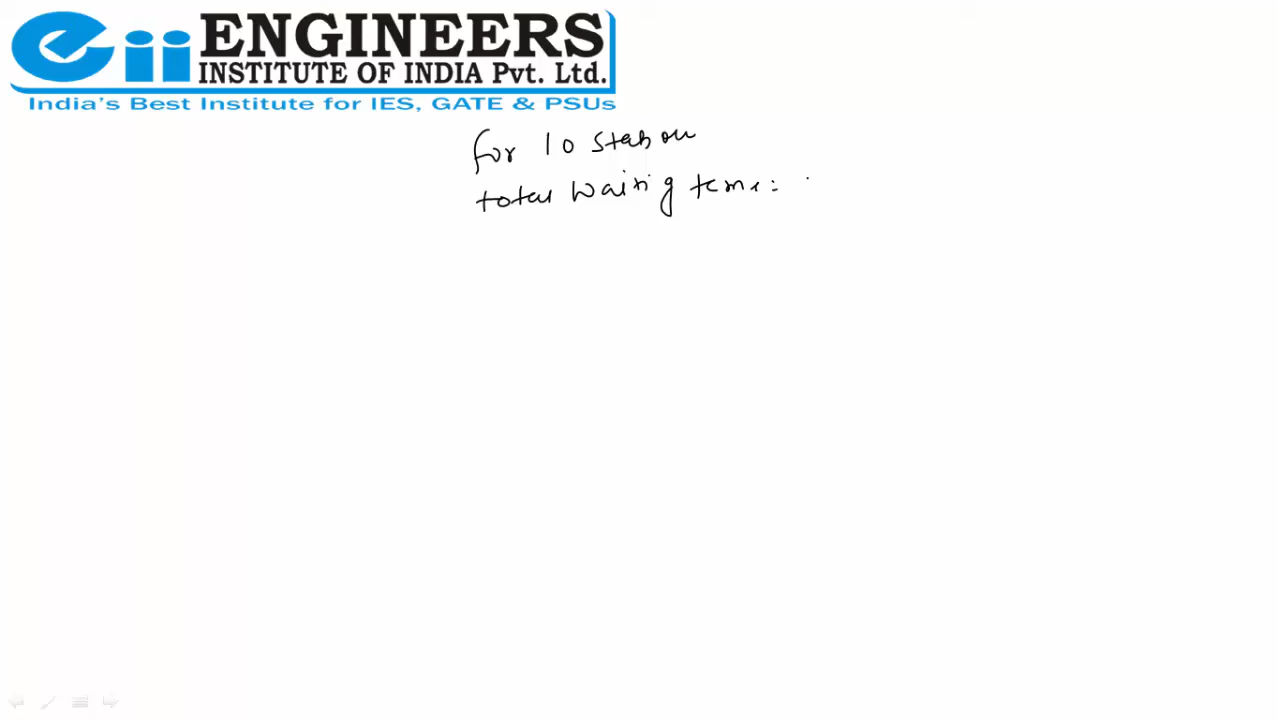 eii ENGINEERS
INSTITUTE OF INDIA Pvt. Ltd.
India's Best Institute for IES, GATE & PSUs
for 10 station
total waiting time =